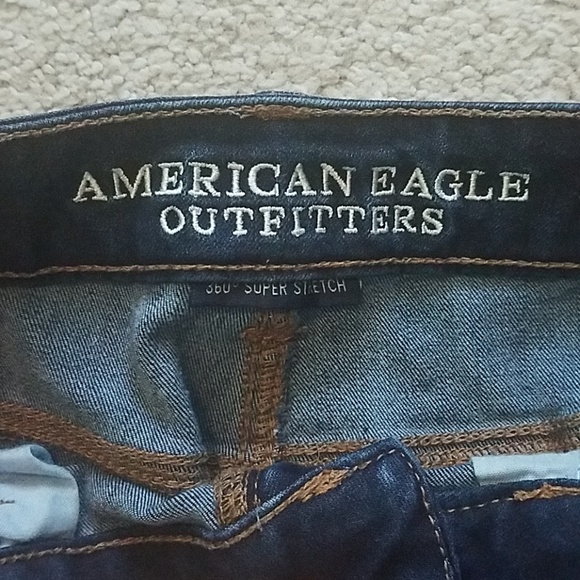 AMERICAN EAGLE
OUTFITTERS
360° SUPER STRETCH